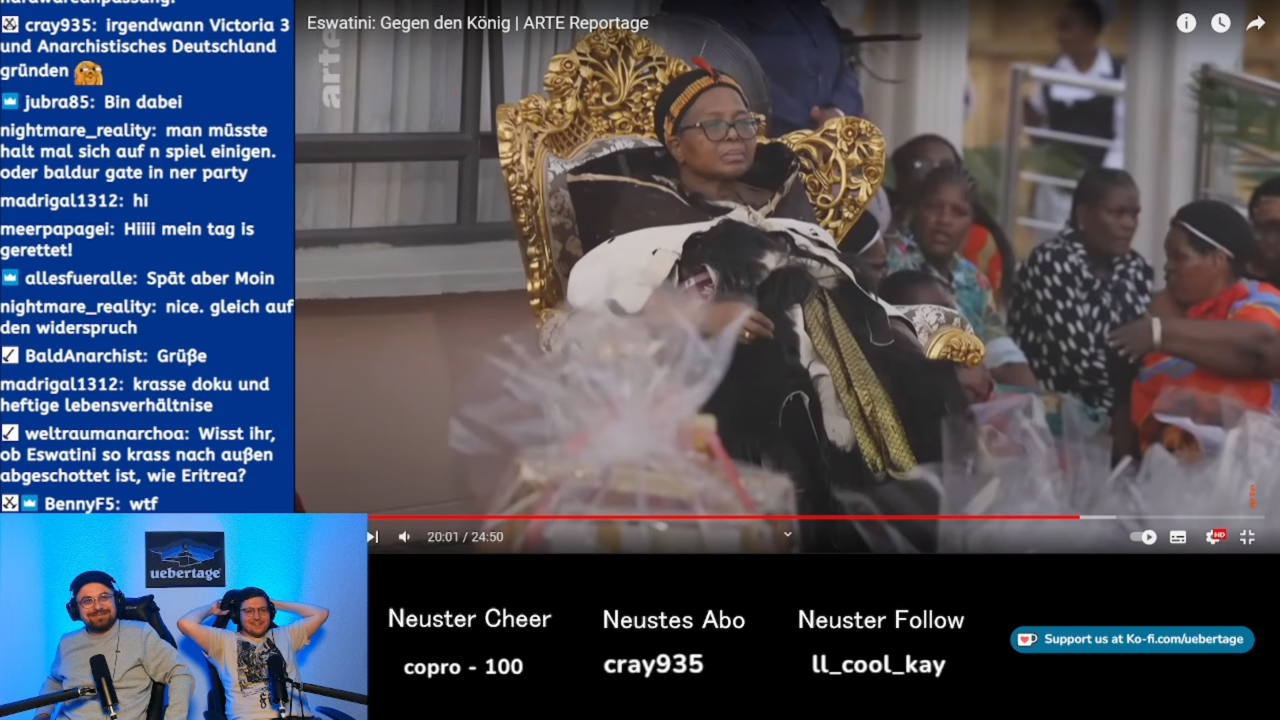 cray935: irgendwann Victoria 3
und Anarchistisches Deutschland
gründen
jubra85: Bin dabei
nightmare_reality: man müsste
halt mal sich auf n spiel einigen.
oder baldur gate in ner party
madrigal1312: hi
meerpapagei: Hiiii mein tag is
gerettet!
allesfueralle: Spät aber Moin
nightmare_reality: nice. gleich auf
den widerspruch
BaldAnarchist: Grüße
madrigal1312: krasse doku und
heftige lebensverhältnise
weltraumanarchoa: Wisst ihr,
ob Eswatini so krass nach außen
abgeschottet ist, wie Eritrea?
BennyF5: wtf
Eswatini: Gegen den König | ARTE Reportage
arte
arte
20:01 / 24:50
HD
uebertage
Neuster Cheer
copro - 100
Neustes Abo
cray935
Neuster Follow
ll_cool_kay
Support us at Ko-fi.com/uebertage